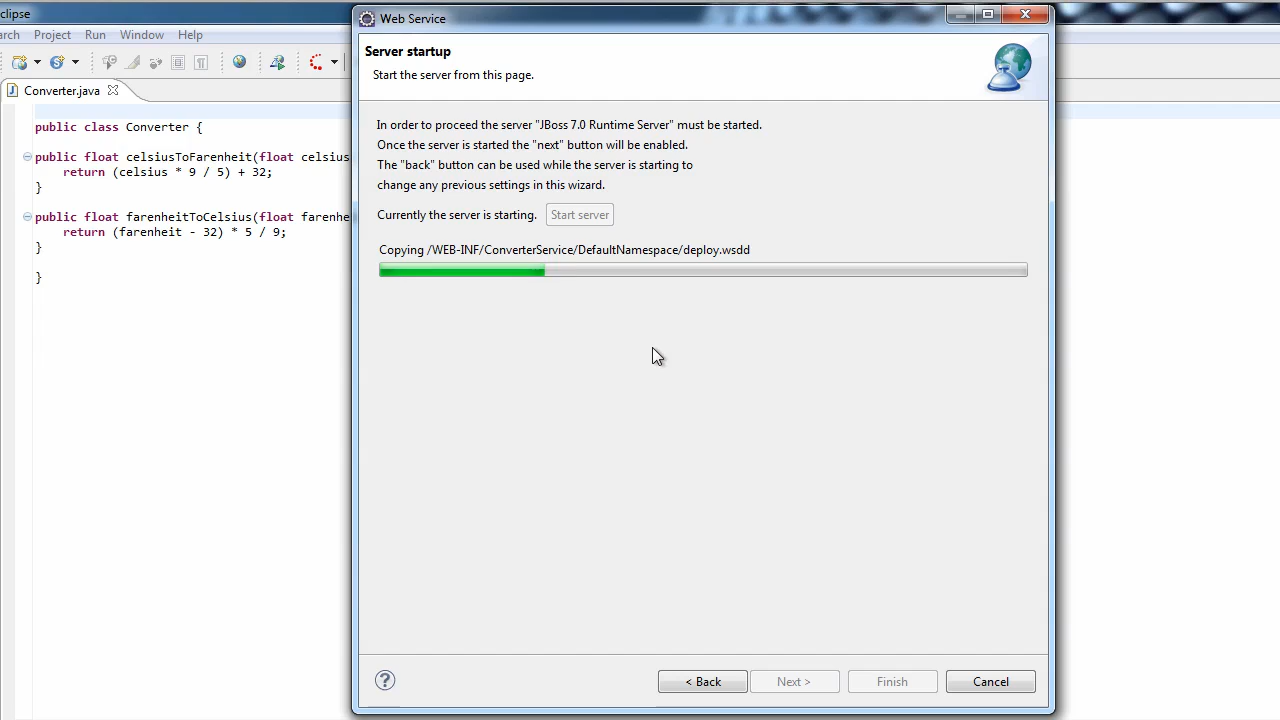 clipse
Web Service
arch Project Run Window Help
Server startup
Start the server from this page.
Converter.java
public class Converter {
public float celsiusToFarenheit(float celsius
return (celsius * 9 / 5) + 32;
}
public float farenheitToCelsius(float farenhe
return (farenheit - 32) * 5 / 9;
}
}
In order to proceed the server "JBoss 7.0 Runtime Server" must be started.
Once the server is started the "next" button will be enabled.
The "back" button can be used while the server is starting to
change any previous settings in this wizard.
Currently the server is starting. Start server
Copying /WEB-INF/ConverterService/DefaultNamespace/deploy.wsdd
< Back Next > Finish Cancel